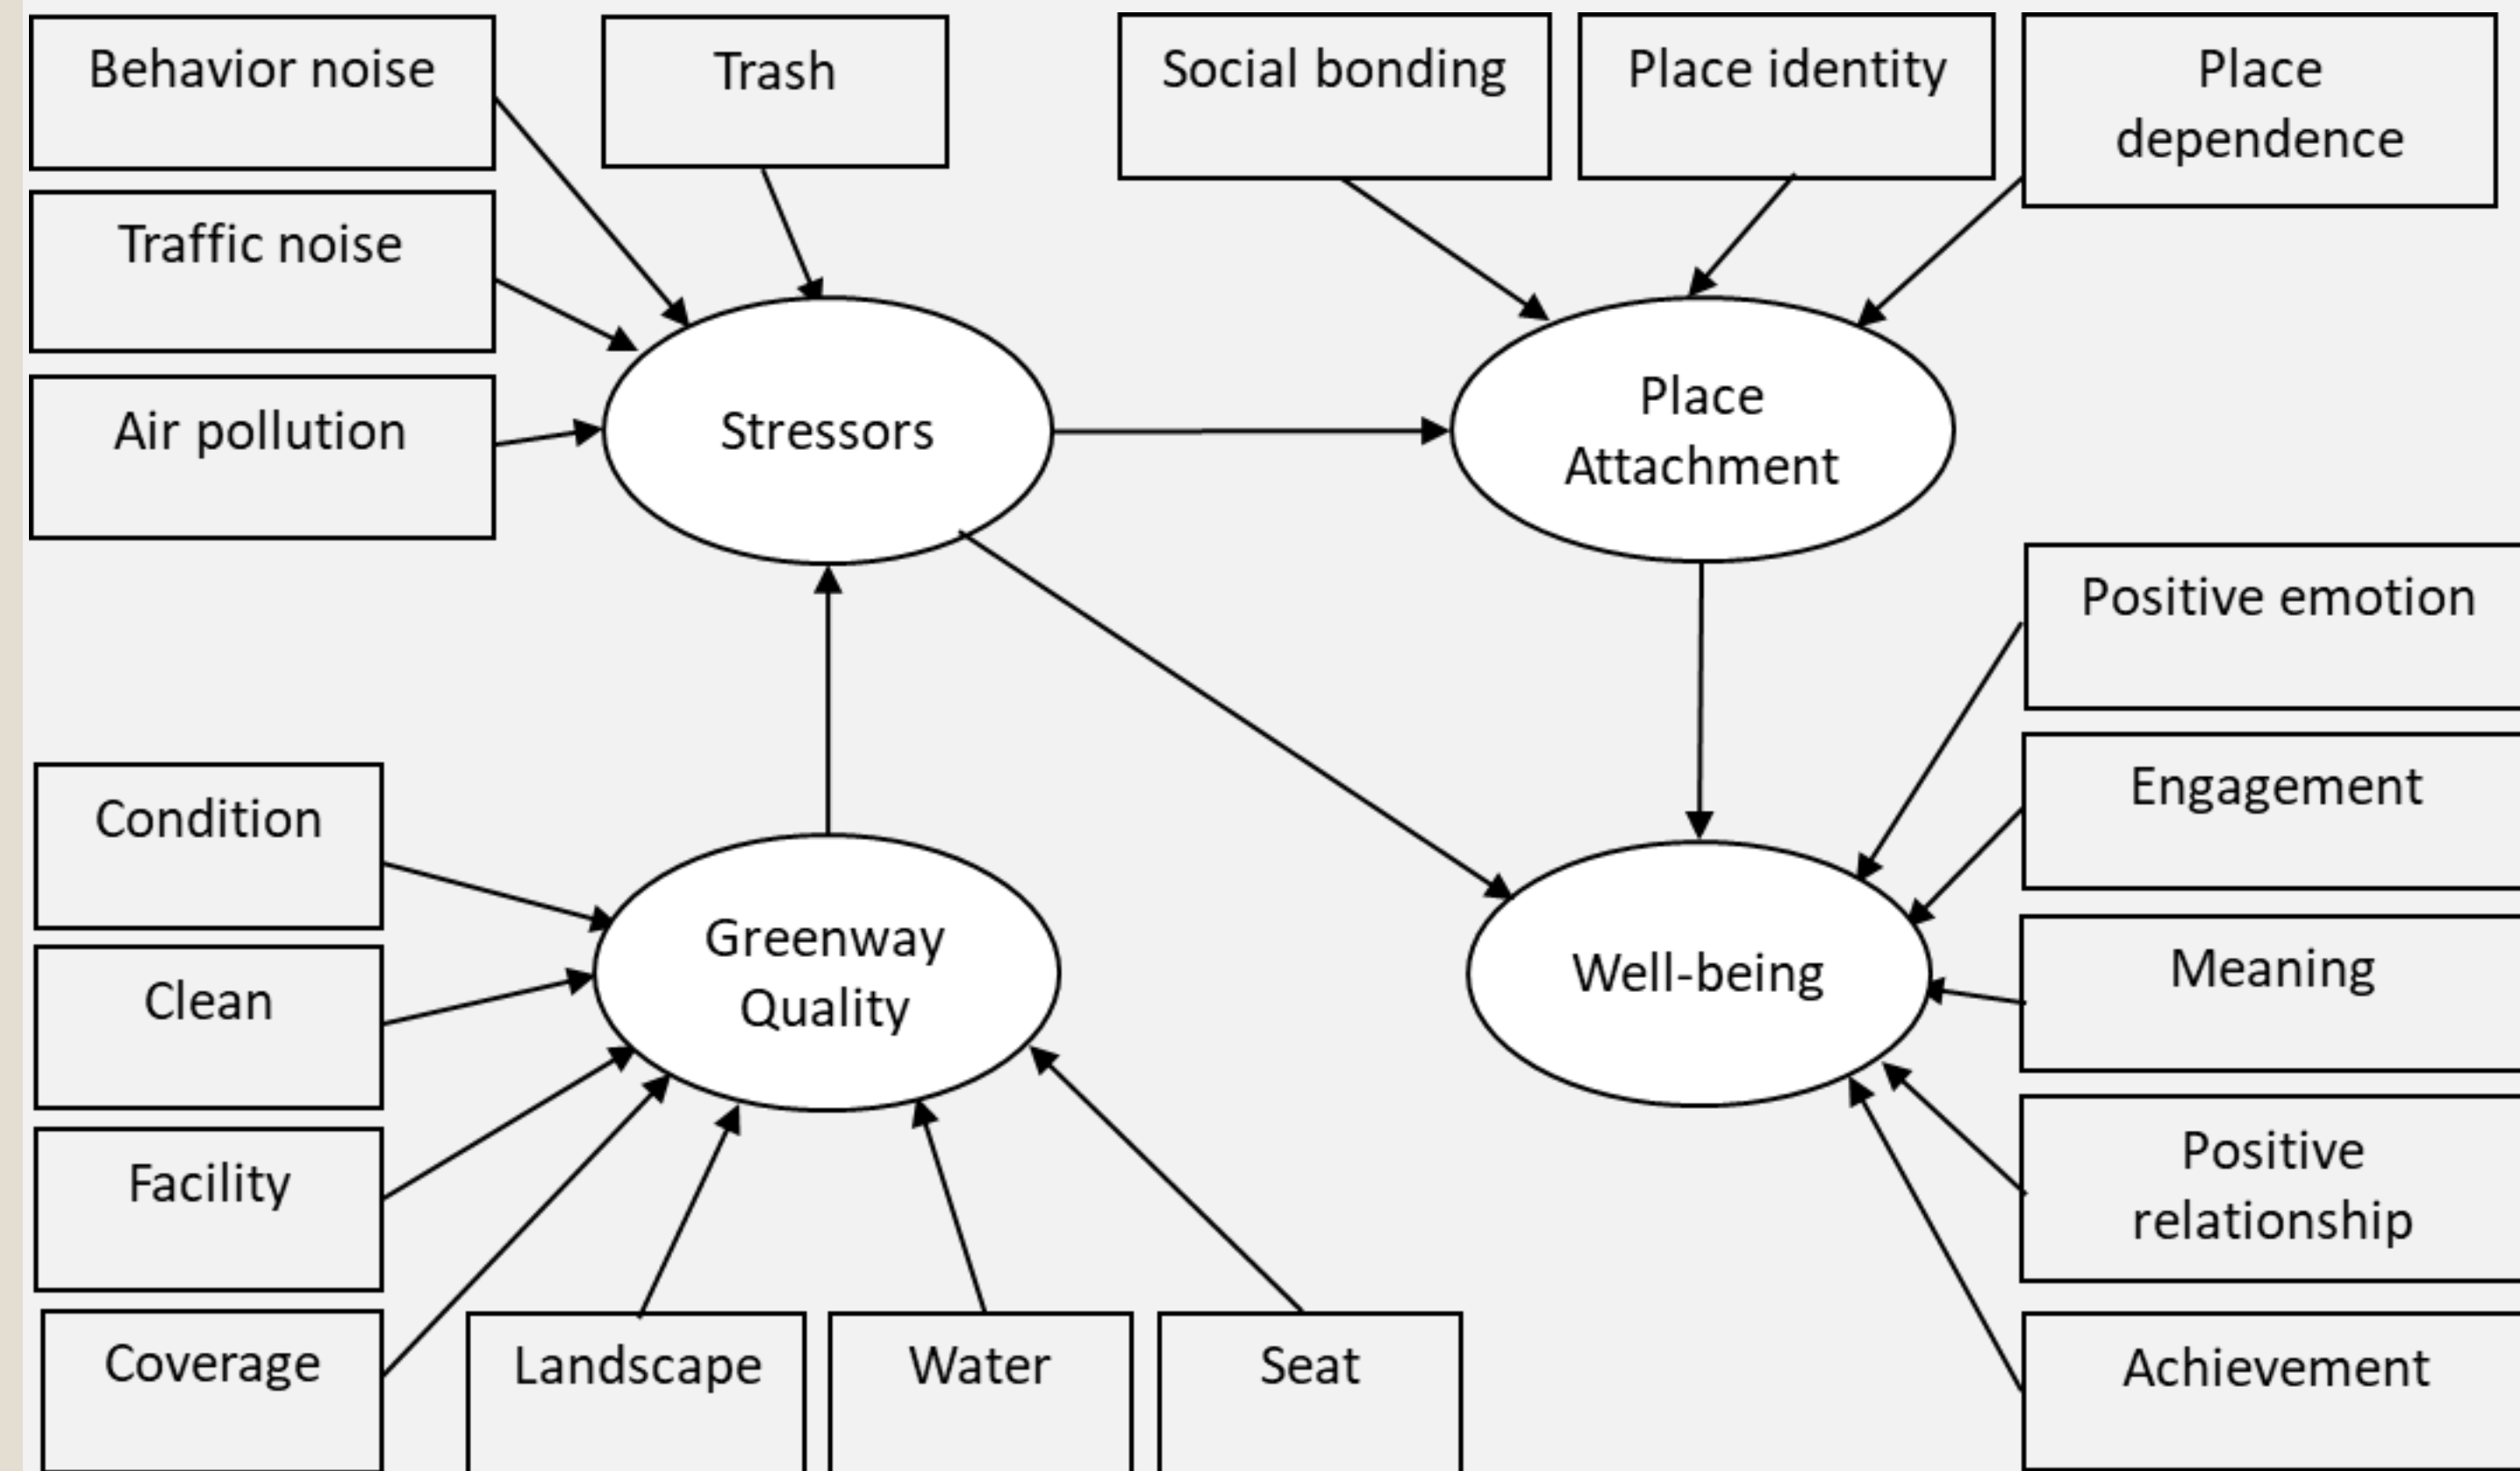 Behavior noise
Trash
Social bonding
Place identity
Place
dependence
Traffic noise
Air pollution
Stressors
Place
Attachment
Positive emotion
Engagement
Condition
Greenway
Quality
Well-being
Meaning
Clean
Facility
Positive
relationship
Coverage
Landscape
Water
Seat
Achievement